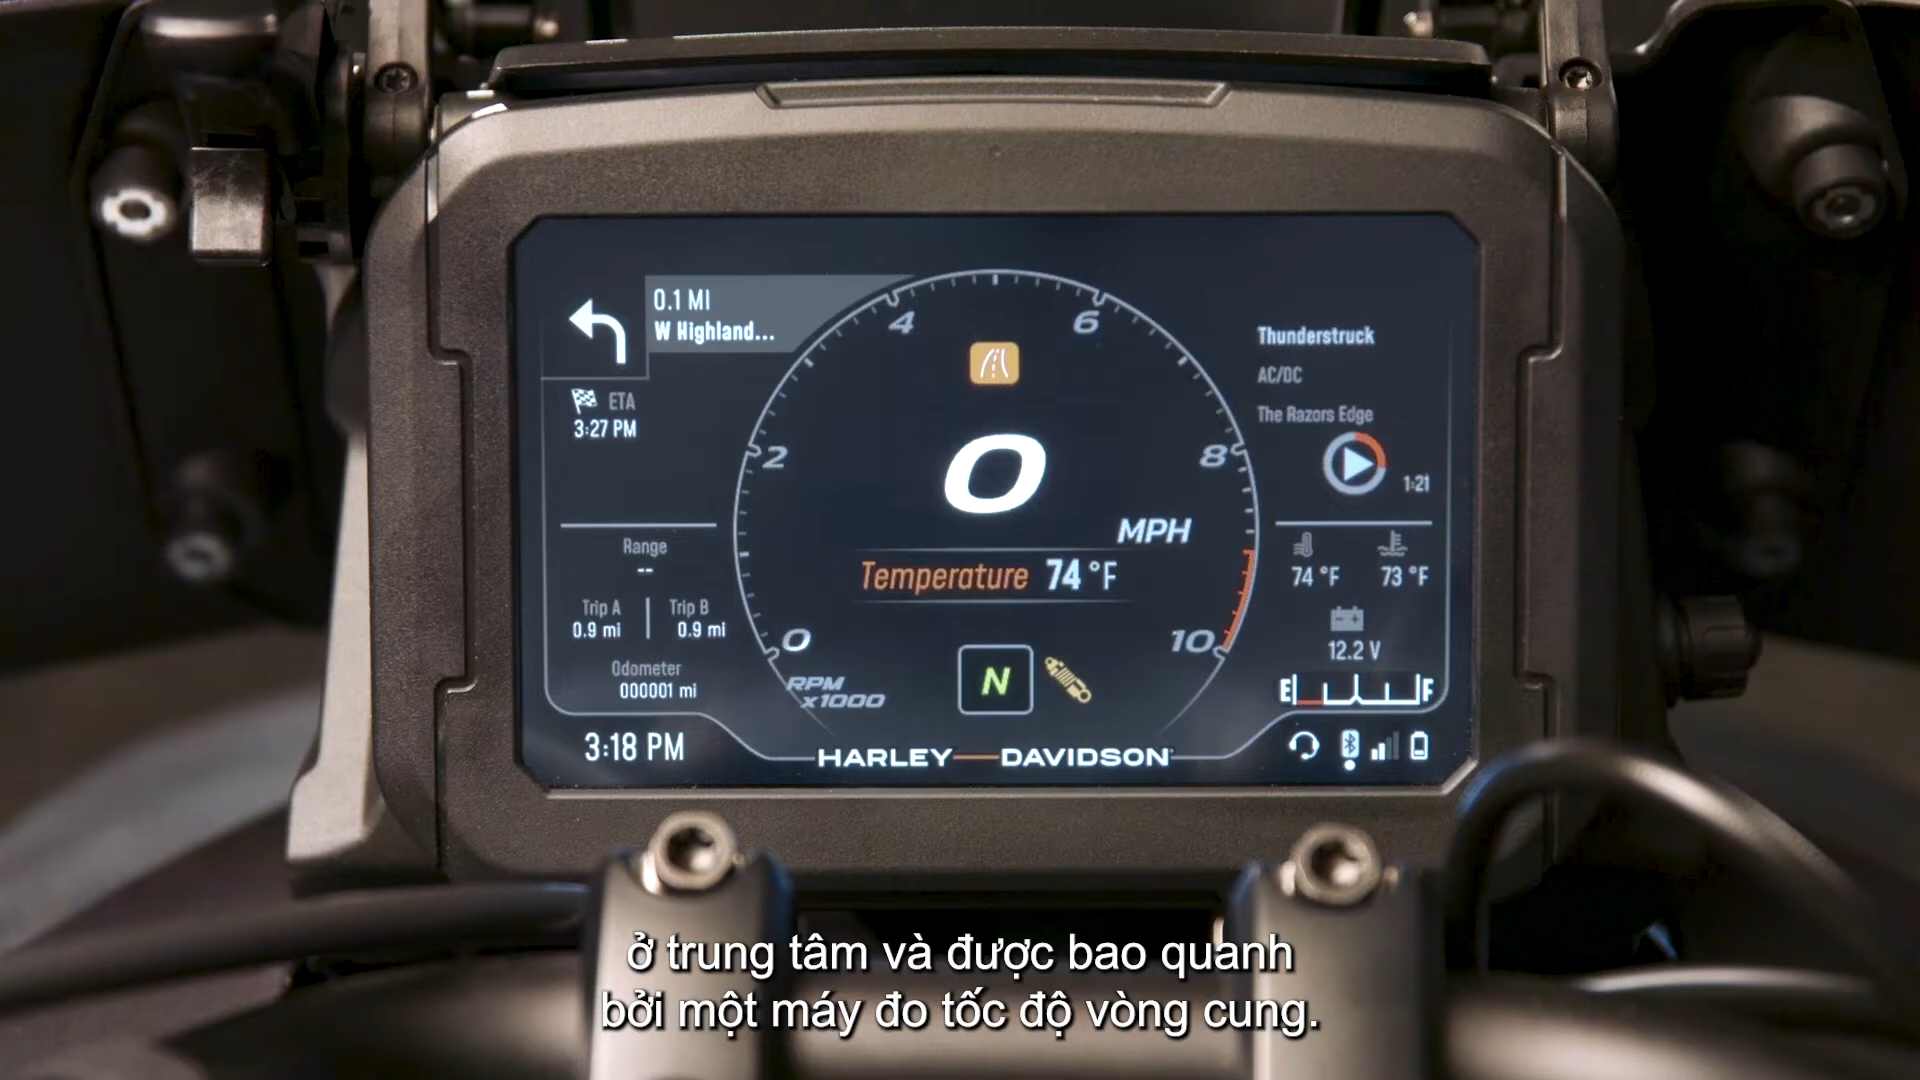 0.1 MI
W Highland...
ETA
3:27 PM
Range
--
Trip A
0.9 mi
Trip B
0.9 mi
Odometer
000001 mi
3:18 PM
0
2
4
6
8
10
RPM
x1000
0
MPH
Temperature 74 °F
N
HARLEY-DAVIDSON
Thunderstruck
AC/DC
The Razors Edge
1:21
74 °F
73 °F
12.2 V
E F
ở trung tâm và được bao quanh
bởi một máy đo tốc độ vòng cung.